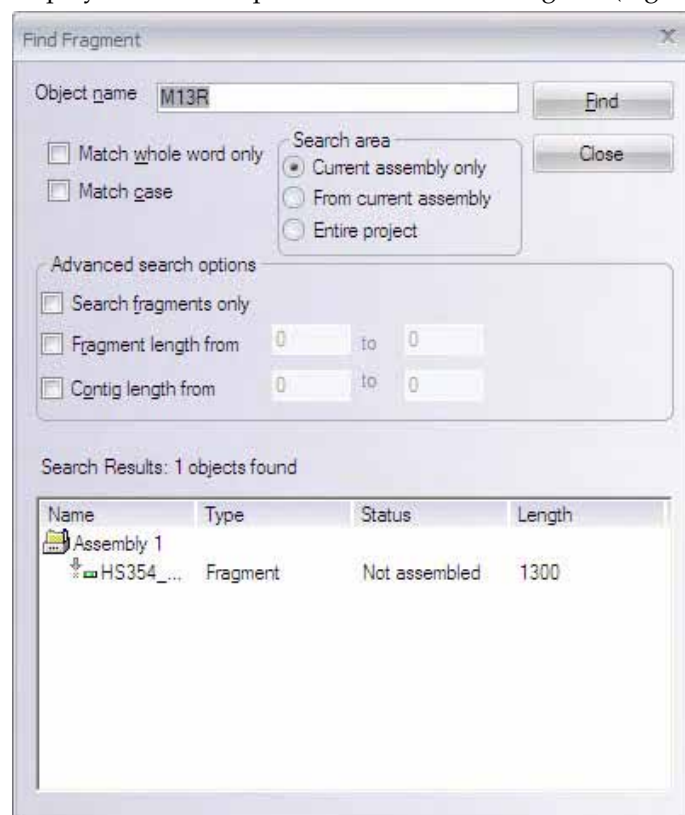 Find Fragment
Object name M13R Find
Match whole word only
Match case
Search area
Current assembly only
From current assembly
Entire project
Close
Advanced search options
Search fragments only
Fragment length from 0 to 0
Contig length from 0 to 0
Search Results: 1 objects found
Name Type Status Length
Assembly 1
HS354_... Fragment Not assembled 1300